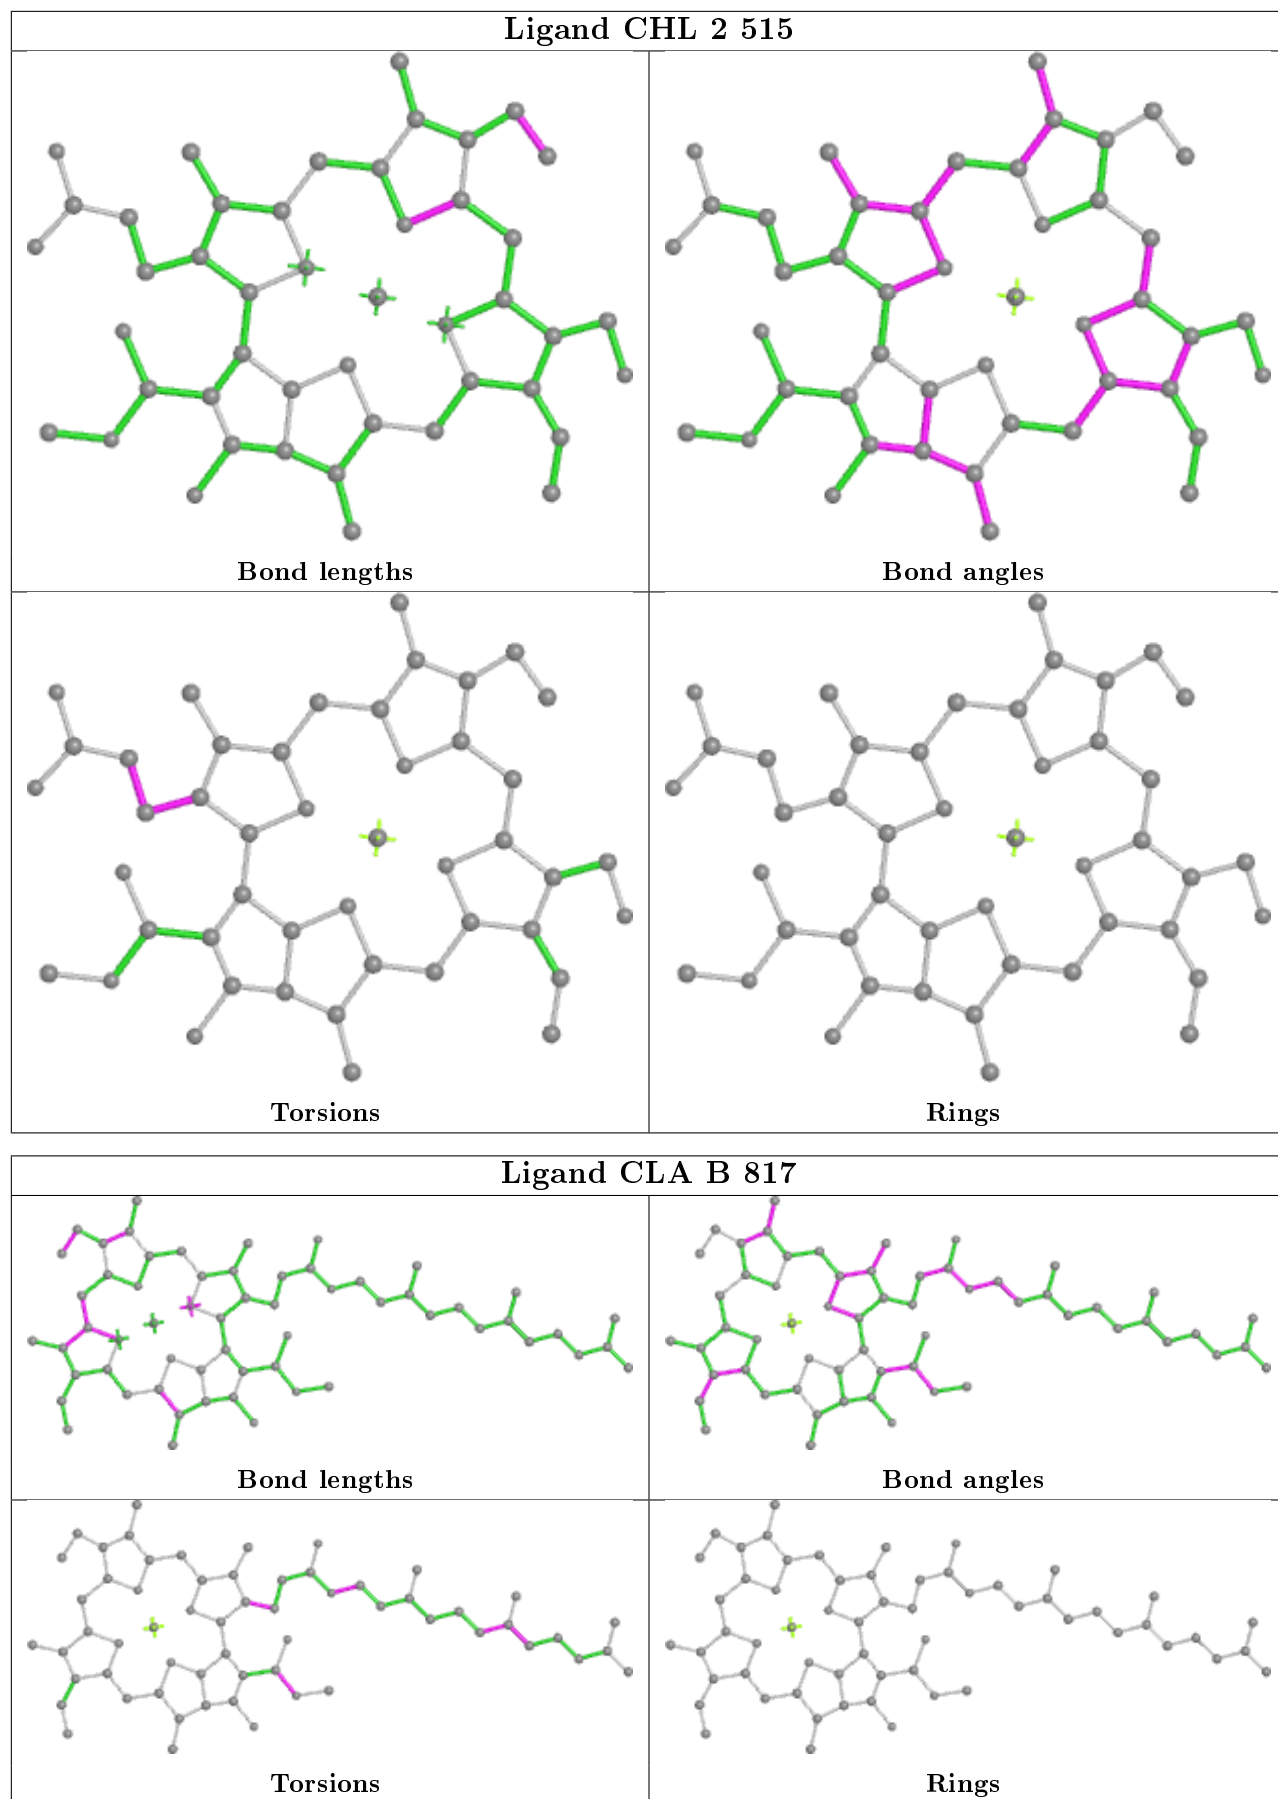 Ligand CHL 2 515
Bond lengths
Bond angles
Torsions
Rings
Ligand CLA B 817
Bond lengths
Bond angles
Torsions
Rings